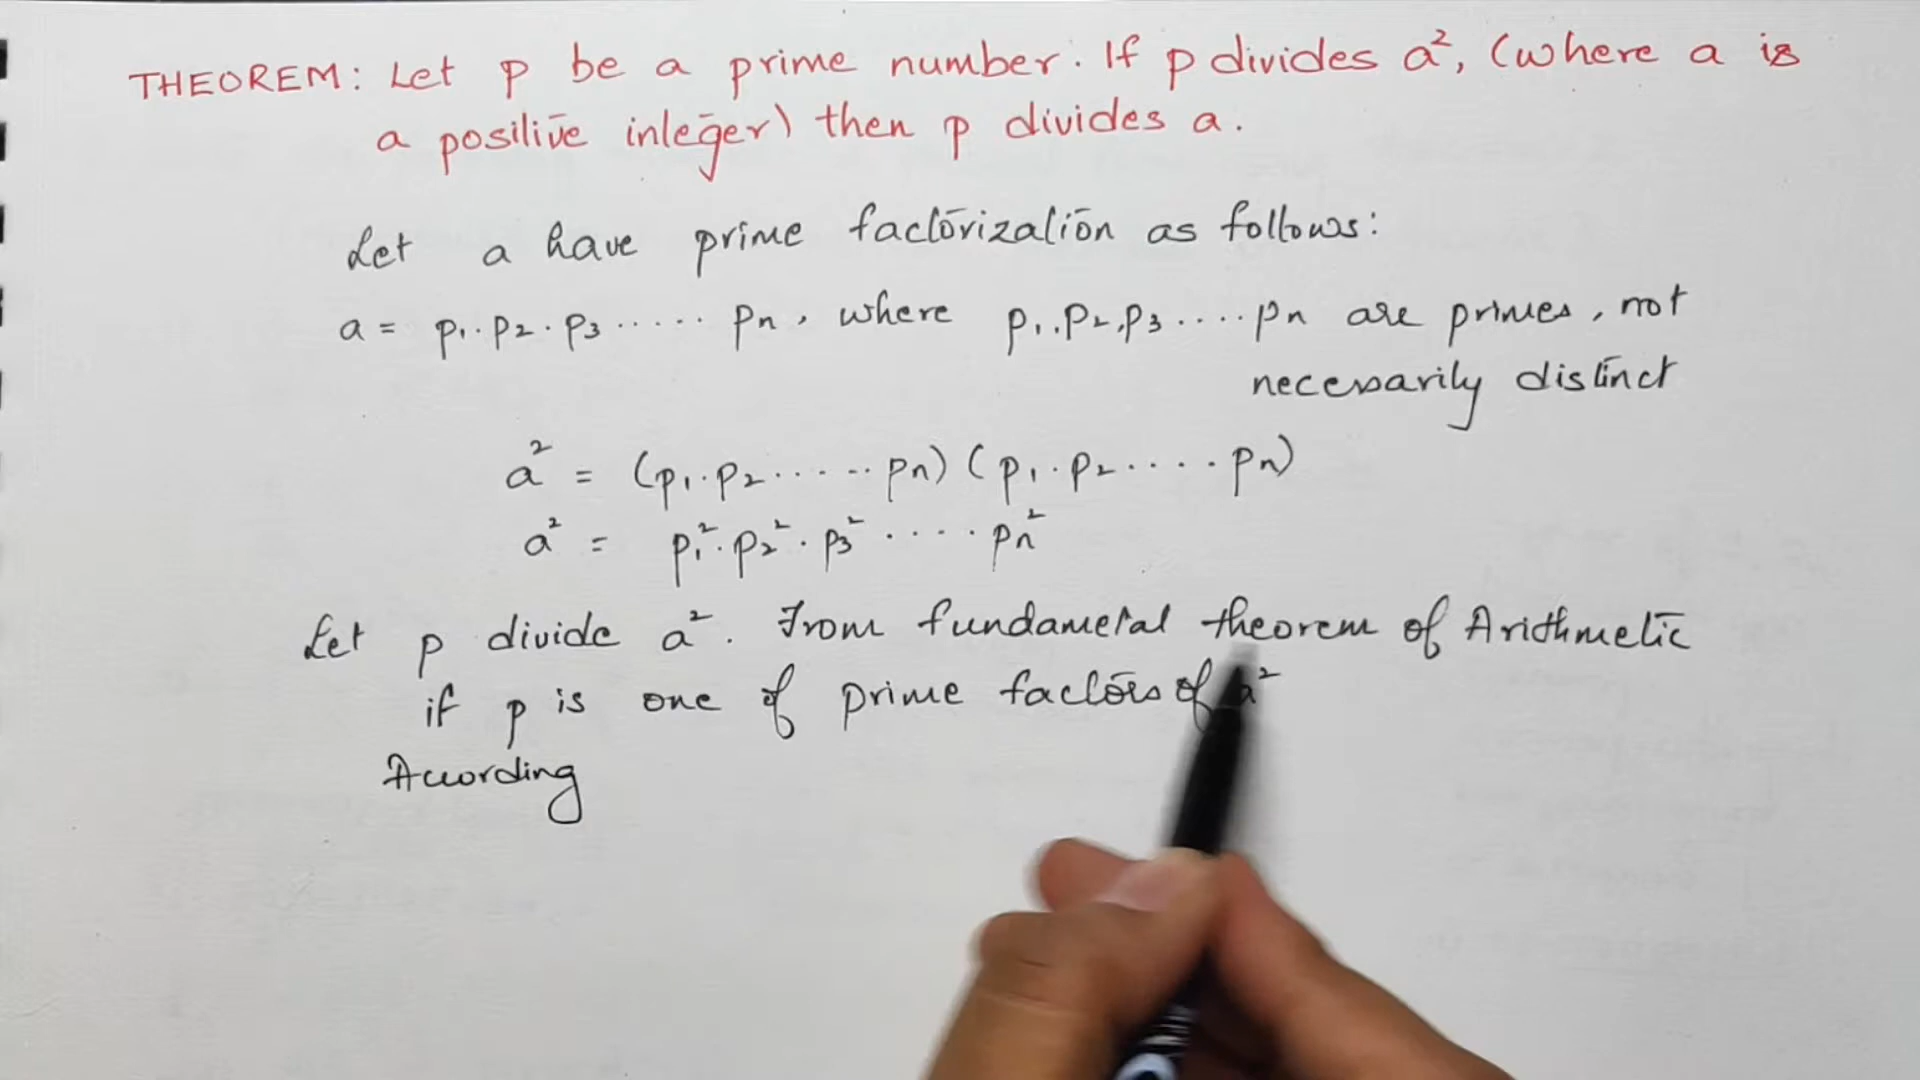 THEOREM: Let p be a prime number. If p divides a², (where a is
a positive integer) then p divides a.
Let a have prime factorization as follows:
a = p₁.p₂.p₃...... pn, where p₁.p₂,p₃....pn are primes, not
necessarily distinct
a² = (p₁.p₂...... pn) (p₁.p₂..... pn)
a² = p₁².p₂².p₃² ..... pn²
Let p divide a². From fundametal theorem of Arithmetic
if p is one of prime factors of a²
According